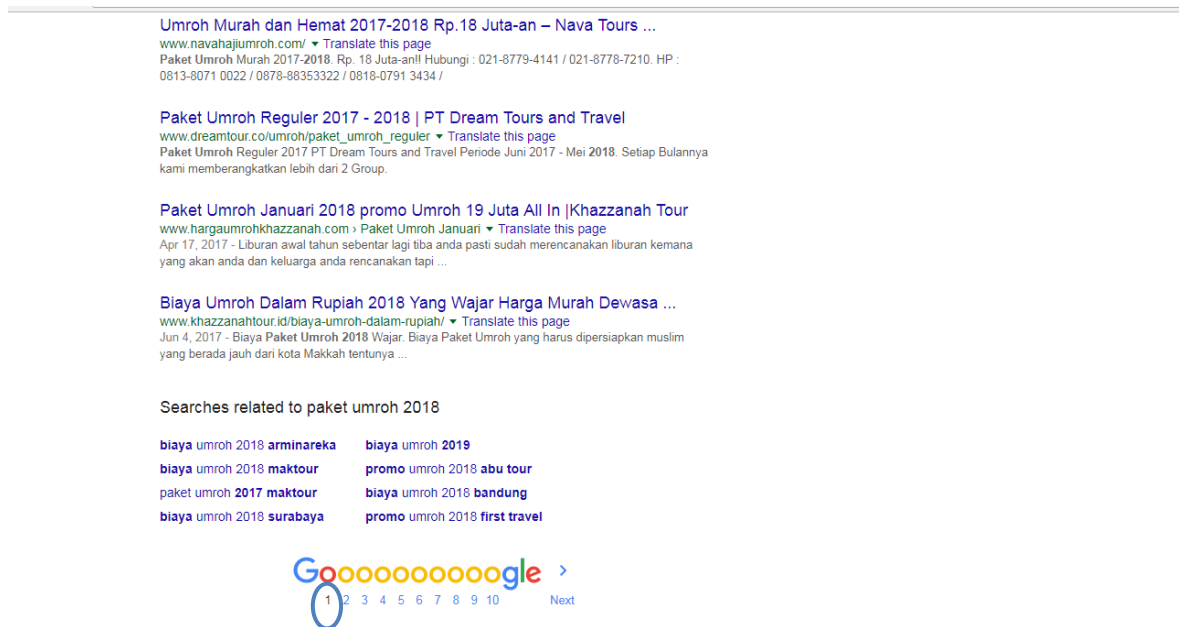 Umroh Murah dan Hemat 2017-2018 Rp.18 Juta-an – Nava Tours ...
www.navahajiumroh.com/ ▾ Translate this page
Paket Umroh Murah 2017-2018. Rp. 18 Juta-an!! Hubungi : 021-8779-4141 / 021-8778-7210. HP :
0813-8071 0022 / 0878-88353322 / 0818-0791 3434 /
Paket Umroh Reguler 2017 - 2018 | PT Dream Tours and Travel
www.dreamtour.co/umroh/paket_umroh_reguler ▾ Translate this page
Paket Umroh Reguler 2017 PT Dream Tours and Travel Periode Juni 2017 - Mei 2018. Setiap Bulannya
kami memberangkatkan lebih dari 2 Group.
Paket Umroh Januari 2018 promo Umroh 19 Juta All In |Khazzanah Tour
www.hargaumrohkhazzanah.com › Paket Umroh Januari ▾ Translate this page
Apr 17, 2017 - Liburan awal tahun sebentar lagi tiba anda pasti sudah merencanakan liburan kemana
yang akan anda dan keluarga anda rencanakan tapi ...
Biaya Umroh Dalam Rupiah 2018 Yang Wajar Harga Murah Dewasa ...
www.khazzanahtour.id/biaya-umroh-dalam-rupiah/ ▾ Translate this page
Jun 4, 2017 - Biaya Paket Umroh 2018 Wajar. Biaya Paket Umroh yang harus dipersiapkan muslim
yang berada jauh dari kota Makkah tentunya ...
Searches related to paket umroh 2018
biaya umroh 2018 arminareka biaya umroh 2019
biaya umroh 2018 maktour promo umroh 2018 abu tour
paket umroh 2017 maktour biaya umroh 2018 bandung
biaya umroh 2018 surabaya promo umroh 2018 first travel
Goooooooooogle >
1 2 3 4 5 6 7 8 9 10 Next